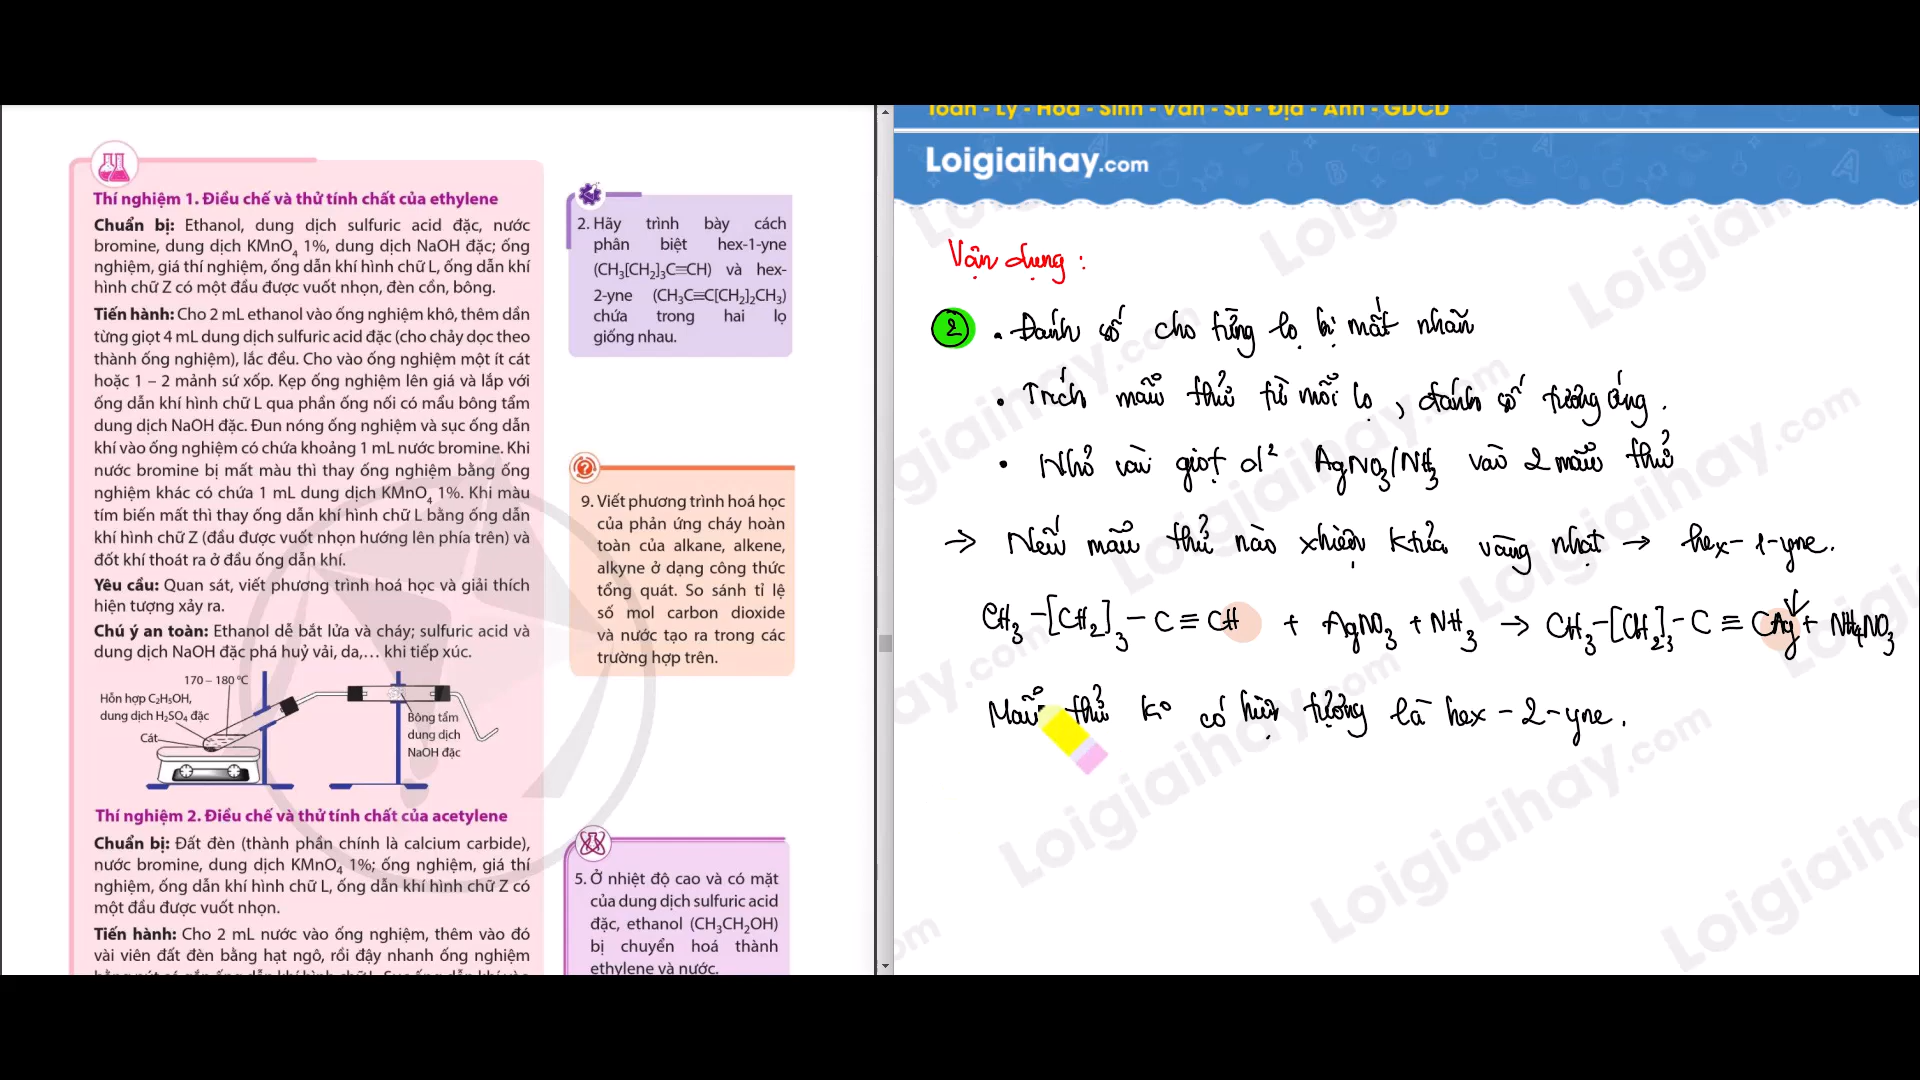 Thí nghiệm 1. Điều chế và thử tính chất của ethylene
Chuẩn bị: Ethanol, dung dịch sulfuric acid đặc, nước
bromine, dung dịch KMnO₄ 1%, dung dịch NaOH đặc; ống
nghiệm, giá thí nghiệm, ống dẫn khí hình chữ L, ống dẫn khí
hình chữ Z có một đầu được vuốt nhọn, đèn cồn, bông.
Tiến hành: Cho 2 mL ethanol vào ống nghiệm khô, thêm dần
từng giọt 4 mL dung dịch sulfuric acid đặc (cho chảy dọc theo
thành ống nghiệm), lắc đều. Cho vào ống nghiệm một ít cát
hoặc 1 – 2 mảnh sứ xốp. Kẹp ống nghiệm lên giá và lắp với
ống dẫn khí hình chữ L qua phần ống nối có mẩu bông tẩm
dung dịch NaOH đặc. Đun nóng ống nghiệm và sục ống dẫn
khí vào ống nghiệm có chứa khoảng 1 mL nước bromine. Khi
nước bromine bị mất màu thì thay ống nghiệm bằng ống
nghiệm khác có chứa 1 mL dung dịch KMnO₄ 1%. Khi màu
tím biến mất thì thay ống dẫn khí hình chữ L bằng ống dẫn
khí hình chữ Z (đầu được vuốt nhọn hướng lên phía trên) và
đốt khí thoát ra ở đầu ống dẫn khí.
Yêu cầu: Quan sát, viết phương trình hoá học và giải thích
hiện tượng xảy ra.
Chú ý an toàn: Ethanol dễ bắt lửa và cháy; sulfuric acid và
dung dịch NaOH đặc phá huỷ vải, da,… khi tiếp xúc.
170 – 180 °C
Hỗn hợp C₂H₅OH,
dung dịch H₂SO₄ đặc
Cát
Bông tẩm
dung dịch
NaOH đặc
Thí nghiệm 2. Điều chế và thử tính chất của acetylene
Chuẩn bị: Đất đèn (thành phần chính là calcium carbide),
nước bromine, dung dịch KMnO₄ 1%; ống nghiệm, giá thí
nghiệm, ống dẫn khí hình chữ L, ống dẫn khí hình chữ Z có
một đầu được vuốt nhọn.
Tiến hành: Cho 2 mL nước vào ống nghiệm, thêm vào đó
vài viên đất đèn bằng hạt ngô, rồi đậy nhanh ống nghiệm
2. Hãy trình bày cách
phân biệt hex-1-yne
(CH₃[CH₂]₃C≡CH) và hex-
2-yne (CH₃C≡C[CH₂]₂CH₃)
chứa trong hai lọ
giống nhau.
9. Viết phương trình hoá học
của phản ứng cháy hoàn
toàn của alkane, alkene,
alkyne ở dạng công thức
tổng quát. So sánh tỉ lệ
số mol carbon dioxide
và nước tạo ra trong các
trường hợp trên.
5. Ở nhiệt độ cao và có mặt
của dung dịch sulfuric acid
đặc, ethanol (CH₃CH₂OH)
bị chuyển hoá thành
ethylene và nước.
Toán - Lý - Hóa - Sinh - Văn - Sử - Địa - Anh - GDCD
Loigiaihay.com
Vận dụng :
2 • Đánh số cho từng lọ bị mất nhãn
• Trích mẫu thử từ mỗi lọ, đánh số tương ứng.
• Nhỏ vài giọt d² AgNO₃/NH₃ vào 2 mẫu thử
→ Nếu mẫu thử nào xhiện ktủa vàng nhạt → hex-1-yne.
CH₃-[CH₂]₃-C≡CH + AgNO₃ + NH₃ → CH₃-[CH₂]₃-C≡CAg↓ + NH₄NO₃
Mẫu thử k° có hiện tượng là hex-2-yne.